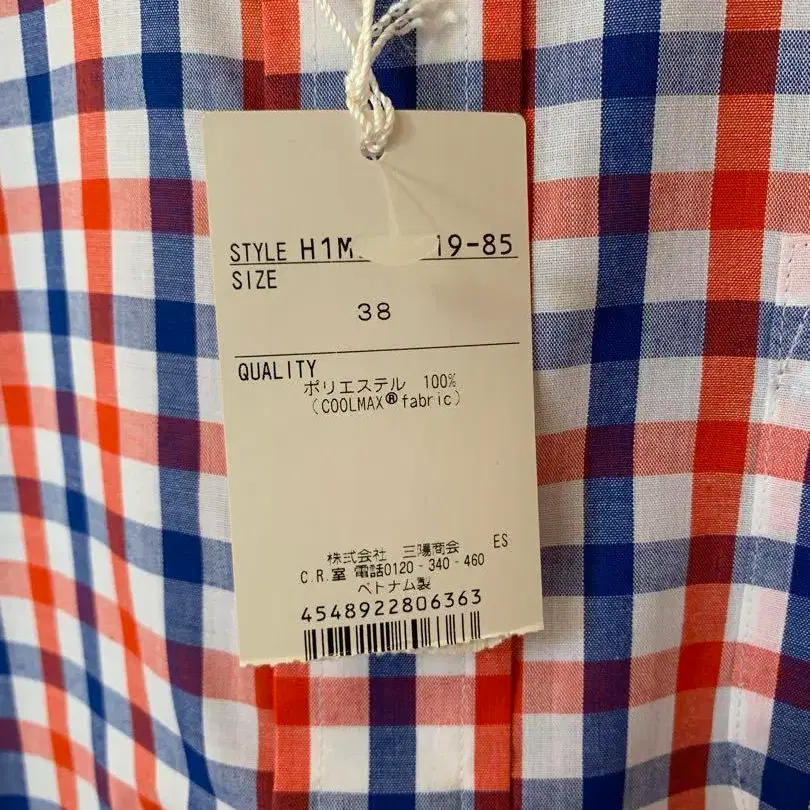 STYLE H1M 19-85
SIZE
38
QUALITY
ポリエステル 100%
(COOLMAX®fabric)
株式会社 三陽商会 ES
C.R.室 電話0120-340-460
ベトナム製
4548922806363